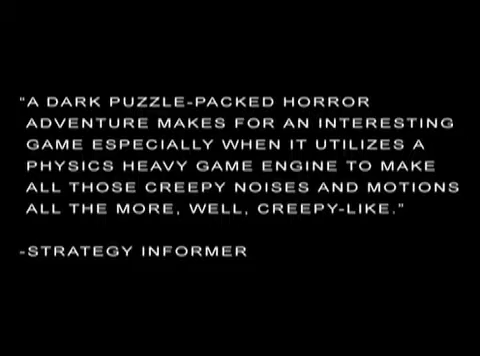 "A DARK PUZZLE-PACKED HORROR
ADVENTURE MAKES FOR AN INTERESTING
GAME ESPECIALLY WHEN IT UTILIZES A
PHYSICS HEAVY GAME ENGINE TO MAKE
ALL THOSE CREEPY NOISES AND MOTIONS
ALL THE MORE, WELL, CREEPY-LIKE."
-STRATEGY INFORMER